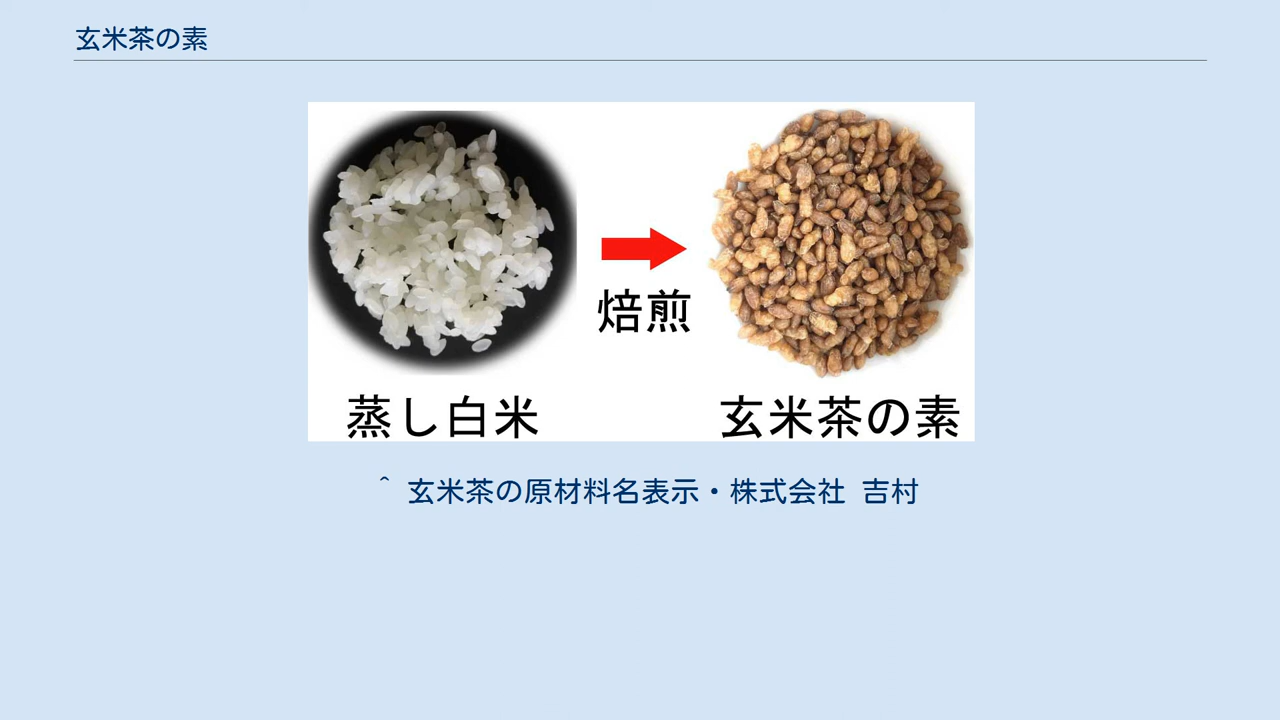 玄米茶の素
焙煎
蒸し白米
玄米茶の素
^ 玄米茶の原材料名表示・株式会社 吉村